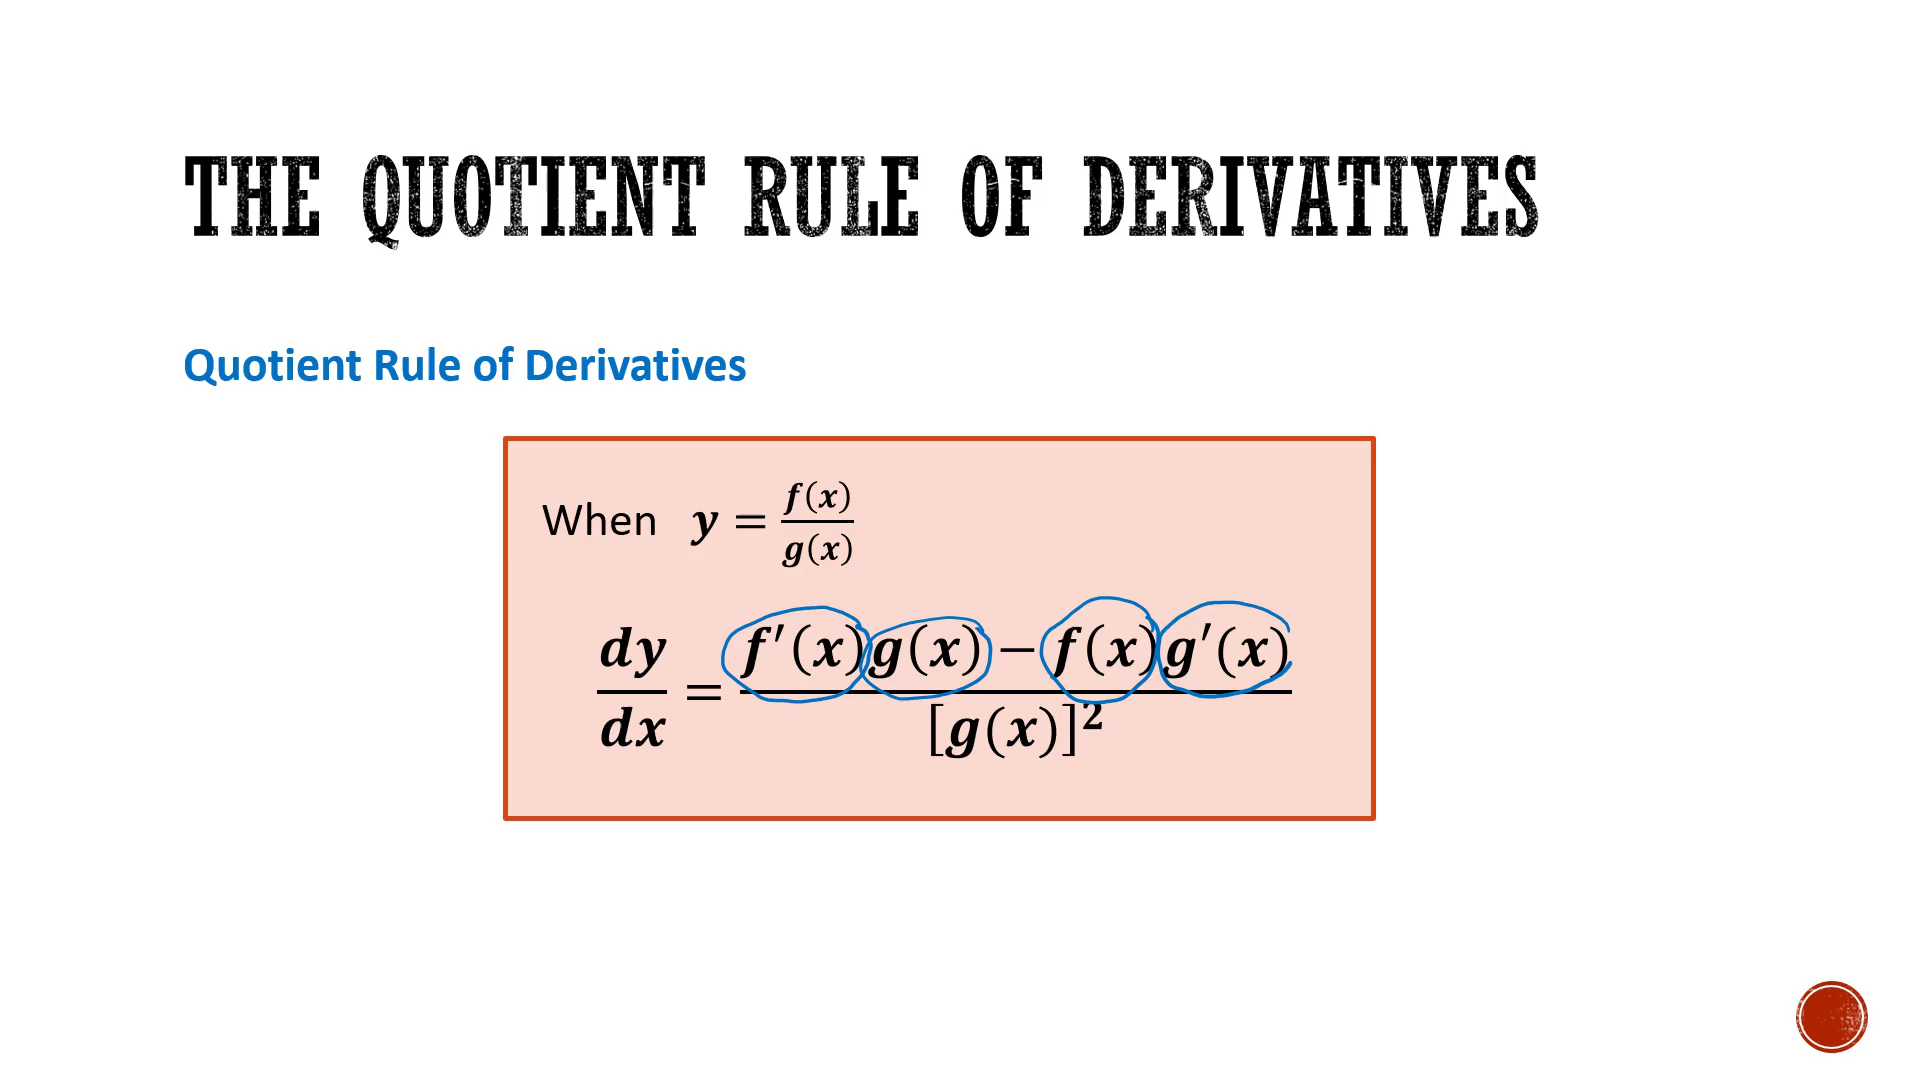 THE QUOTIENT RULE OF DERIVATIVES
Quotient Rule of Derivatives
When y = f(x)/g(x)
dy/dx = f′(x)g(x) − f(x)g′(x)/[g(x)]²